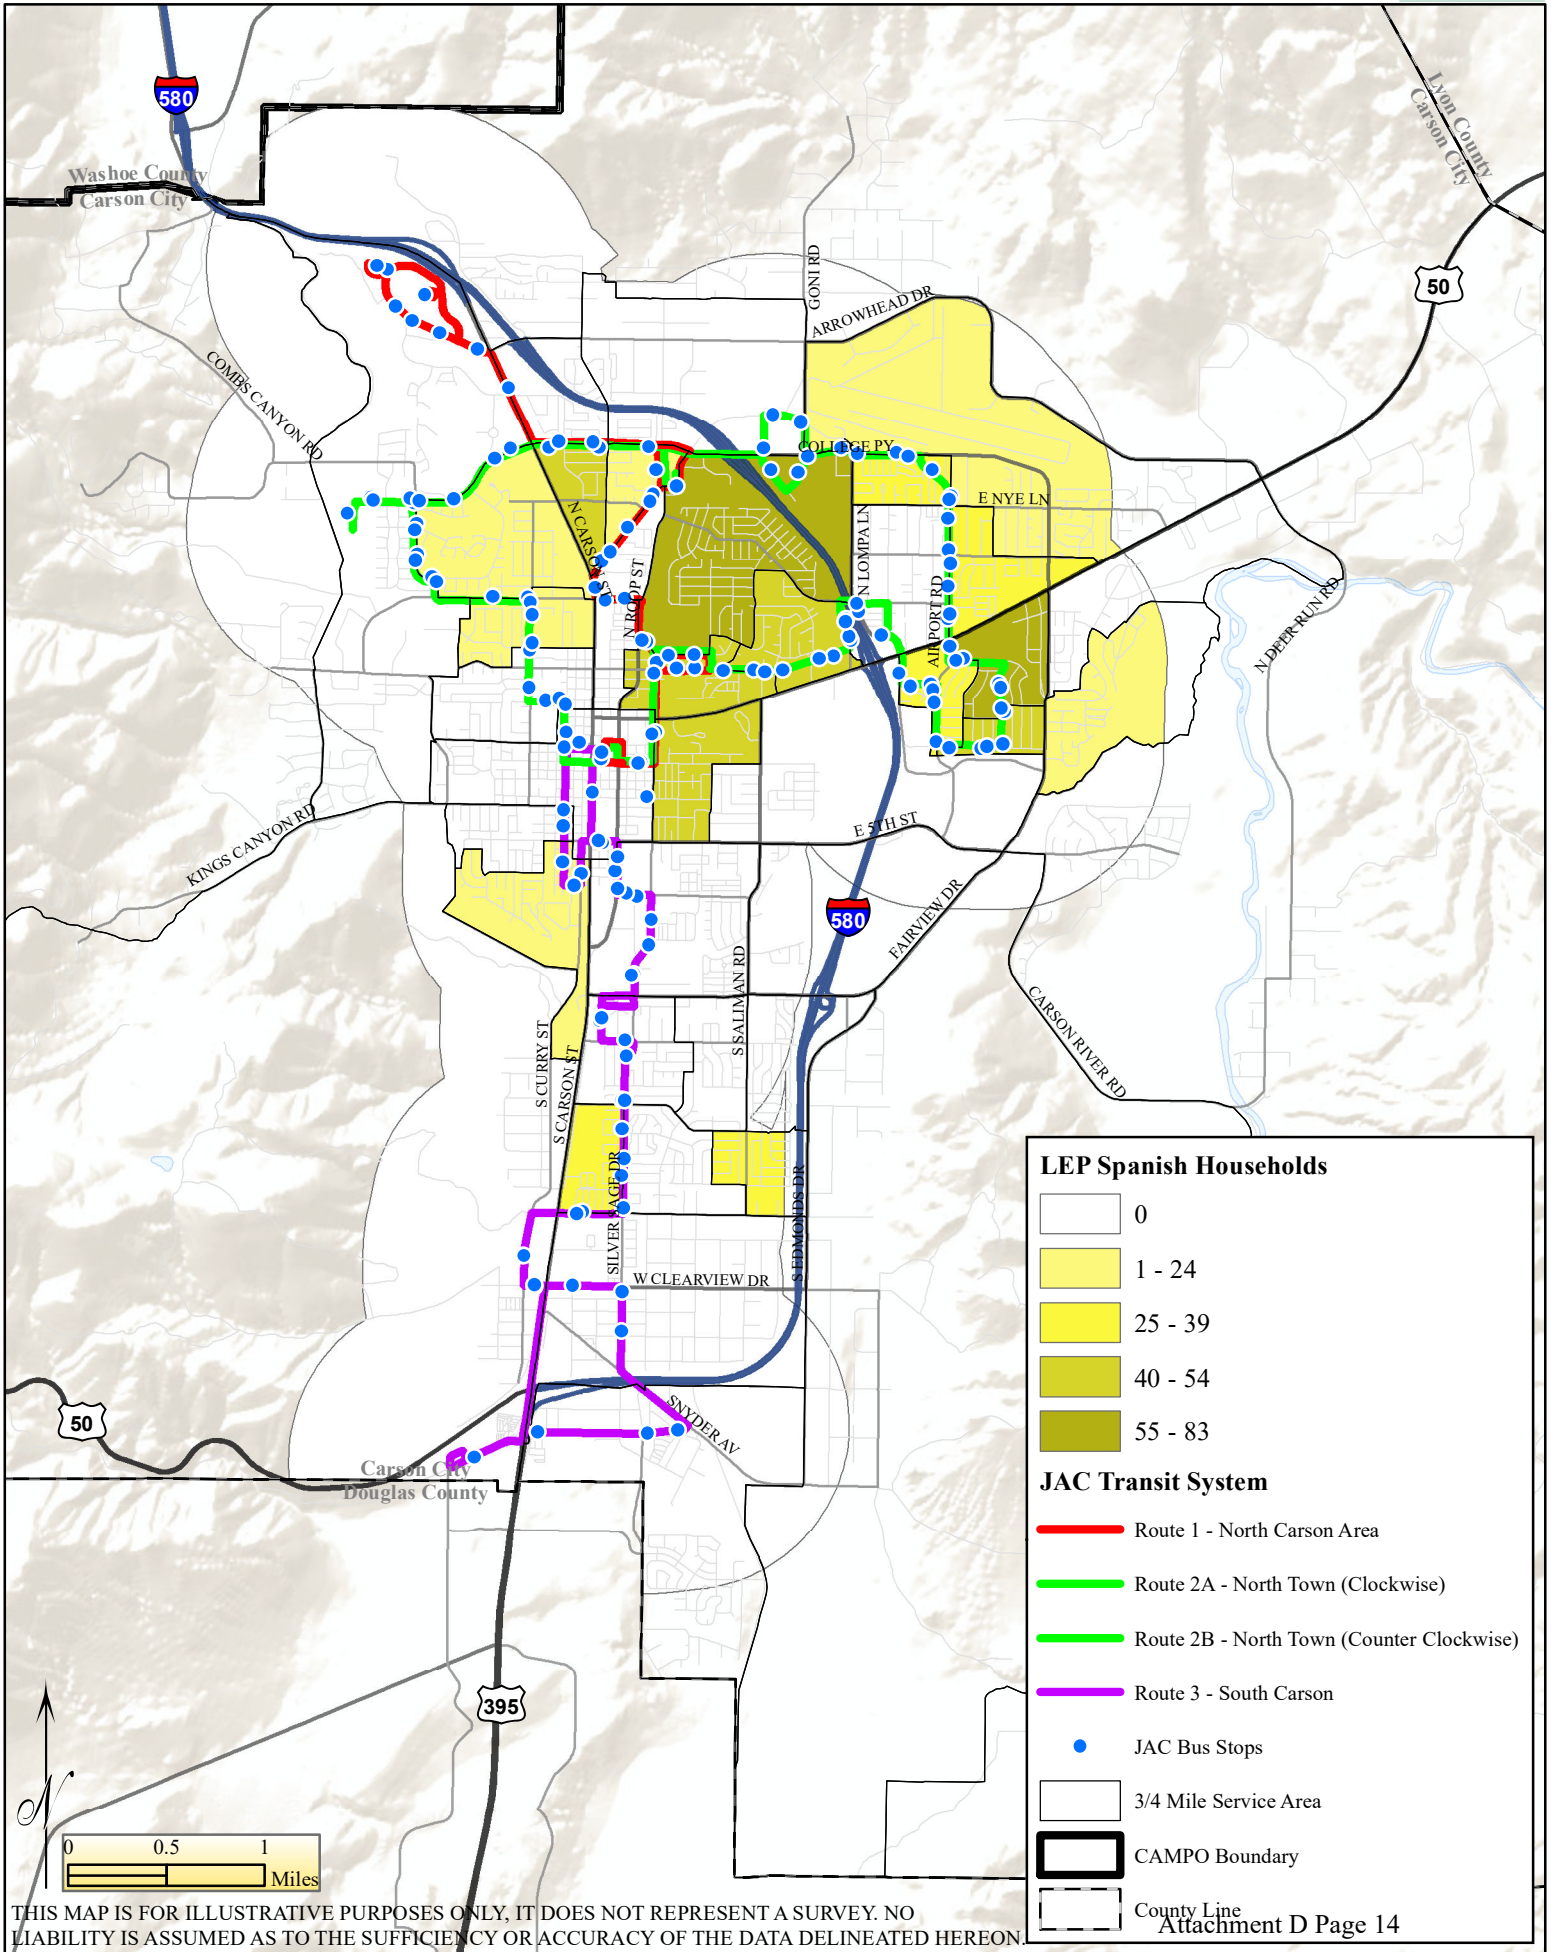 580
Washoe County
Carson City
Lyon County
Carson City
50
GONI RD
ARROWHEAD DR
COMBS CANYON RD
COLLEGE PY
E NYE LN
N CARSON ST
N ROOP ST
N LOMPA LN
AIRPORT RD
N DEER RUN RD
KINGS CANYON RD
E 5TH ST
580
FAIRVIEW DR
S SALIMAN RD
CARSON RIVER RD
S CURRY ST
S CARSON ST
SILVER SAGE DR
S EDMONDS DR
W CLEARVIEW DR
SNYDER AV
50
Carson City
Douglas County
395
LEP Spanish Households
0
1 - 24
25 - 39
40 - 54
55 - 83
JAC Transit System
Route 1 - North Carson Area
Route 2A - North Town (Clockwise)
Route 2B - North Town (Counter Clockwise)
Route 3 - South Carson
JAC Bus Stops
3/4 Mile Service Area
CAMPO Boundary
County Line
Attachment D Page 14
N
0 0.5 1
Miles
THIS MAP IS FOR ILLUSTRATIVE PURPOSES ONLY, IT DOES NOT REPRESENT A SURVEY. NO
LIABILITY IS ASSUMED AS TO THE SUFFICIENCY OR ACCURACY OF THE DATA DELINEATED HEREON.